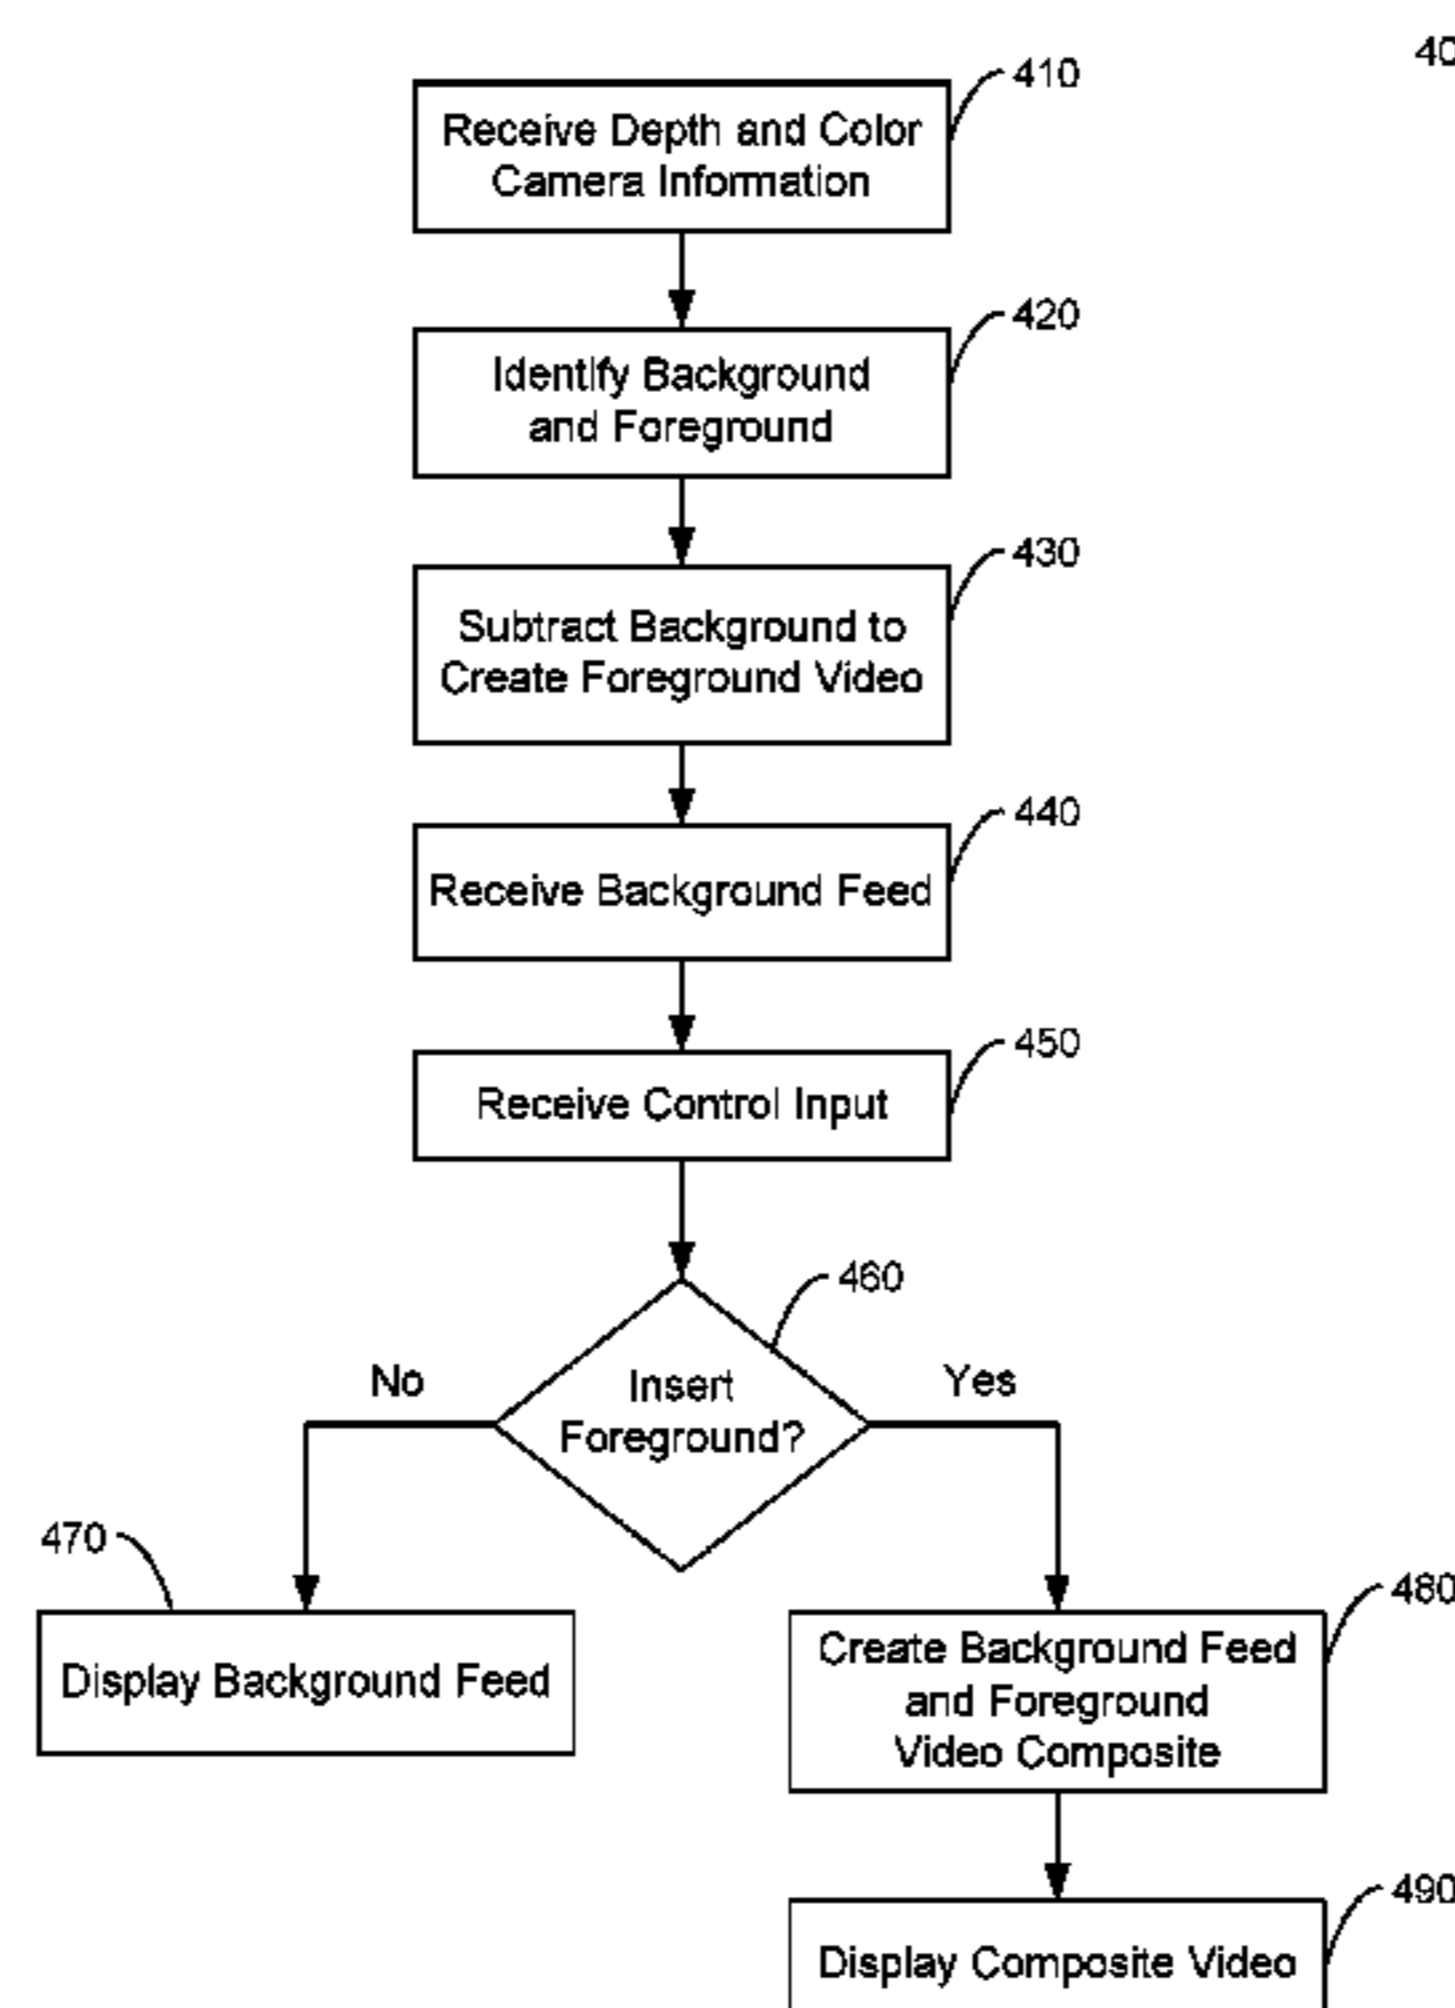 40
410
Receive Depth and Color
Camera Information
420
Identify Background
and Foreground
430
Subtract Background to
Create Foreground Video
440
Receive Background Feed
450
Receive Control Input
460
Insert
Foreground?
No
Yes
470
Display Background Feed
480
Create Background Feed
and Foreground
Video Composite
490
Display Composite Video